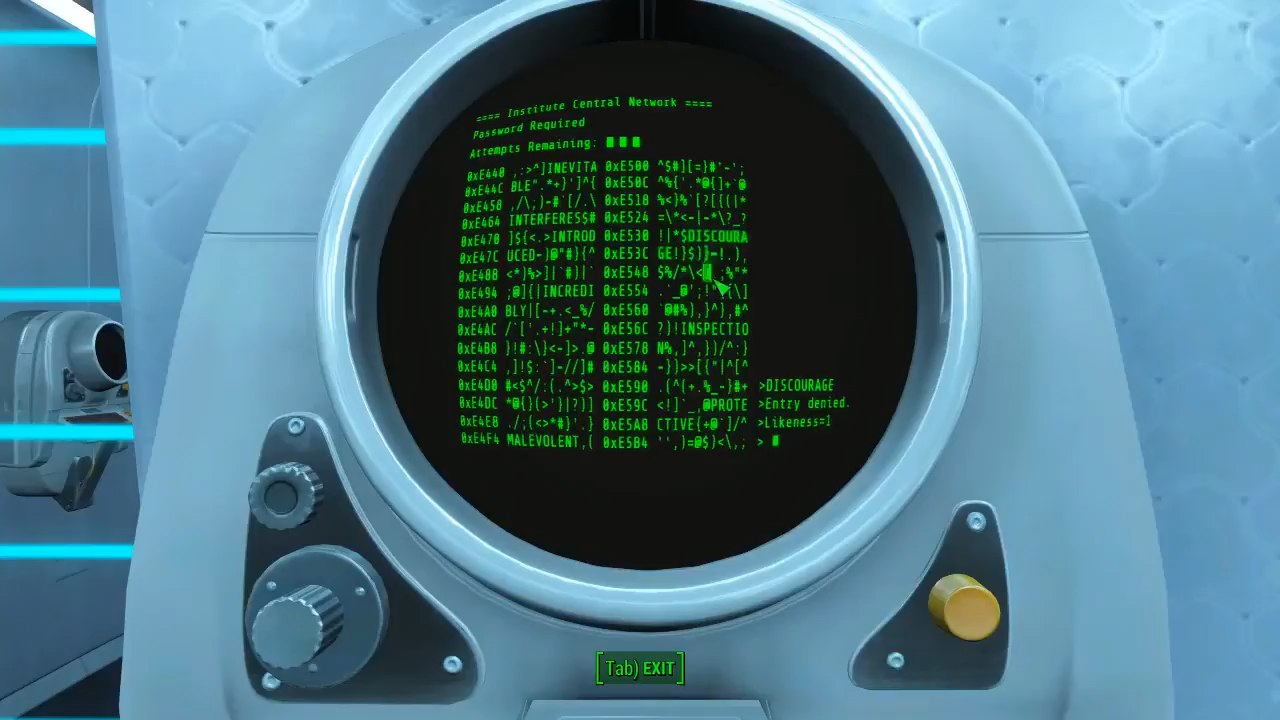 ==== Institute Central Network ====
Password Required
Attempts Remaining: ■ ■ ■
0xE440 ,:>^]INEVITA 0xE500 ^$#][=}#'-';
0xE44C BLE".*+}']^{ 0xE50C ^%{'.*@{]+`@
0xE458 ,/\;)-#`[/.\ 0xE518 %<)%`[?[{(|*
0xE464 INTERFERES$# 0xE524 =\*<-|-*\?_?
0xE470 ]${<.>INTROD 0xE530 !|*$DISCOURA
0xE47C UCED-)@"#}{^ 0xE53C GE!}$)}-!.),
0xE488 <*)%>]|`#)|` 0xE548 $%/*\< .;%"*
0xE494 ;@]{|INCREDI 0xE554 .`_@';!" {\]
0xE4A0 BLY|[-+.<_%/ 0xE560 `@#%),}^},#^
0xE4AC /`['.+!]+"*- 0xE56C ?)!INSPECTIO
0xE4B8 }!#:\}<-]>.@ 0xE578 N%,]^,})/^:}
0xE4C4 ,]!$:`]-//]# 0xE584 -})>>[{"|^[^
0xE4D0 #<$^/:(.^>$> 0xE590 .(^(+.%_-}#+ >DISCOURAGE
0xE4DC *@{)(>'}|?)] 0xE59C <!]`_,@PROTE >Entry denied.
0xE4E8 ./;(<>*#}'.} 0xE5A8 CTIVE{+@`]/^ >Likeness=1
0xE4F4 MALEVOLENT,( 0xE5B4 '',)=@$)<\,; > ■
[Tab) EXIT]